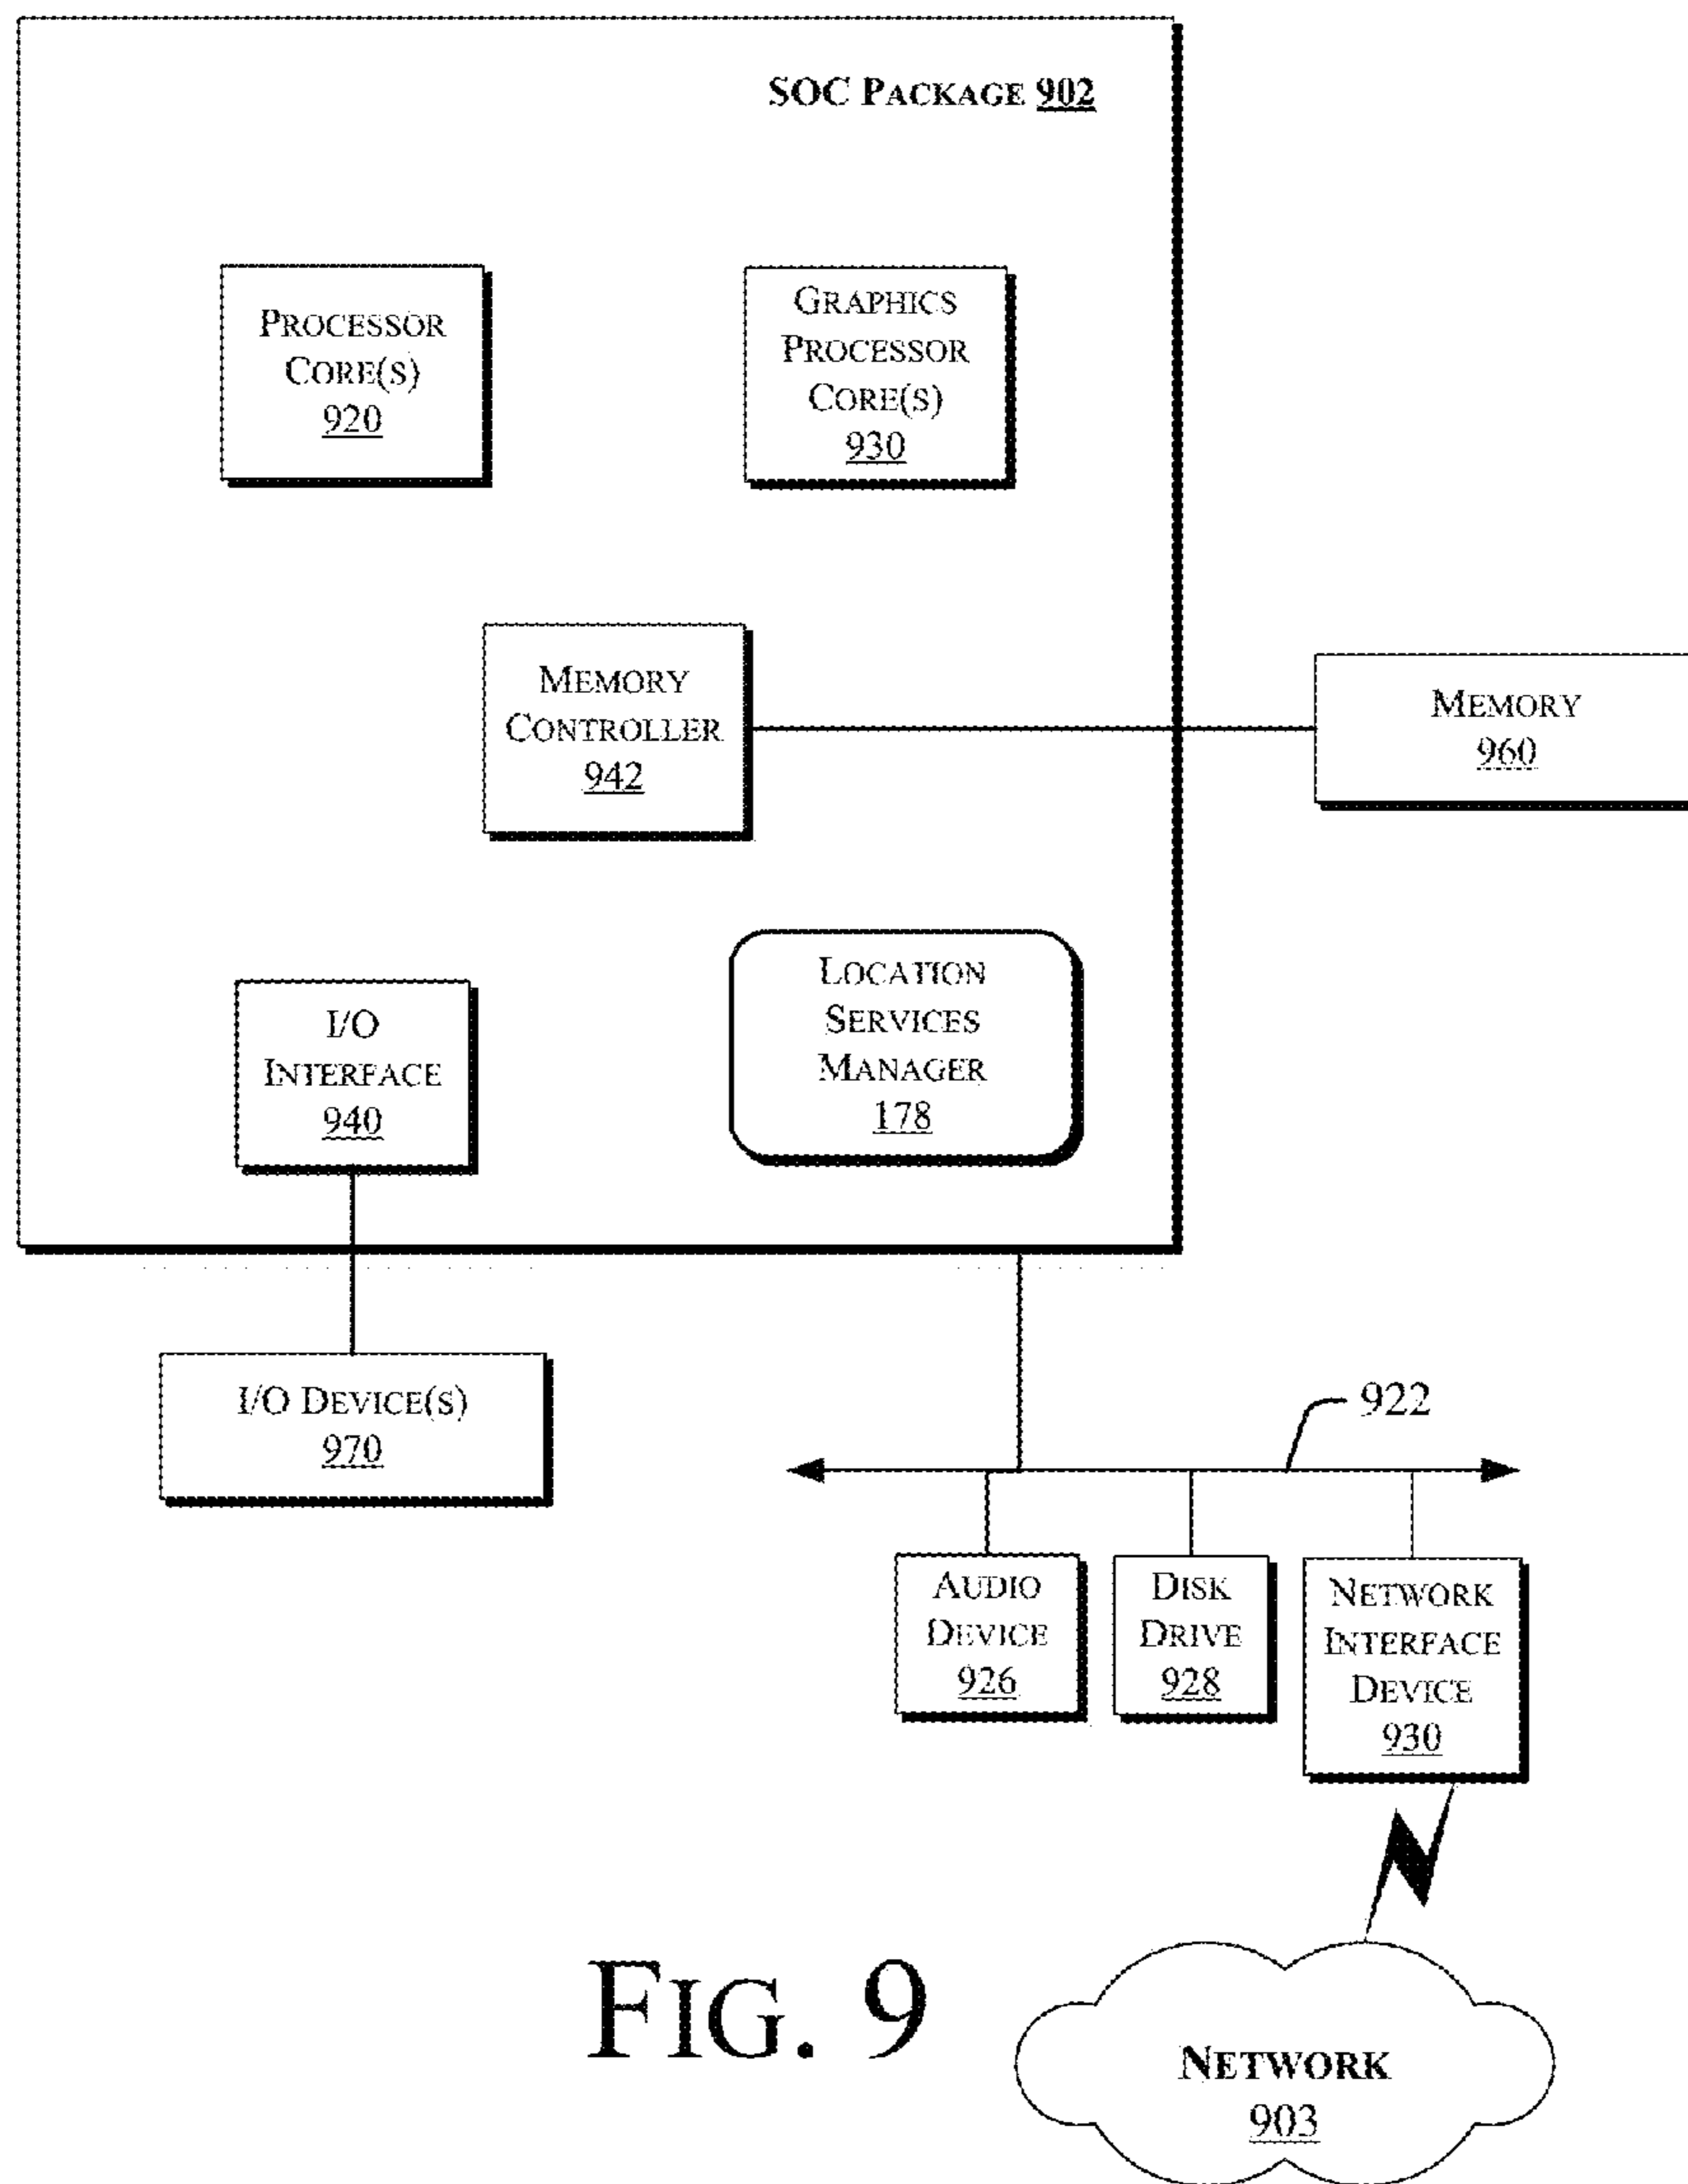 SOC PACKAGE 902
PROCESSOR
CORE(S)
920
GRAPHICS
PROCESSOR
CORE(S)
930
MEMORY
CONTROLLER
942
MEMORY
960
I/O
INTERFACE
940
LOCATION
SERVICES
MANAGER
178
I/O DEVICE(S)
970
922
AUDIO
DEVICE
926
DISK
DRIVE
928
NETWORK
INTERFACE
DEVICE
930
FIG. 9
NETWORK
903